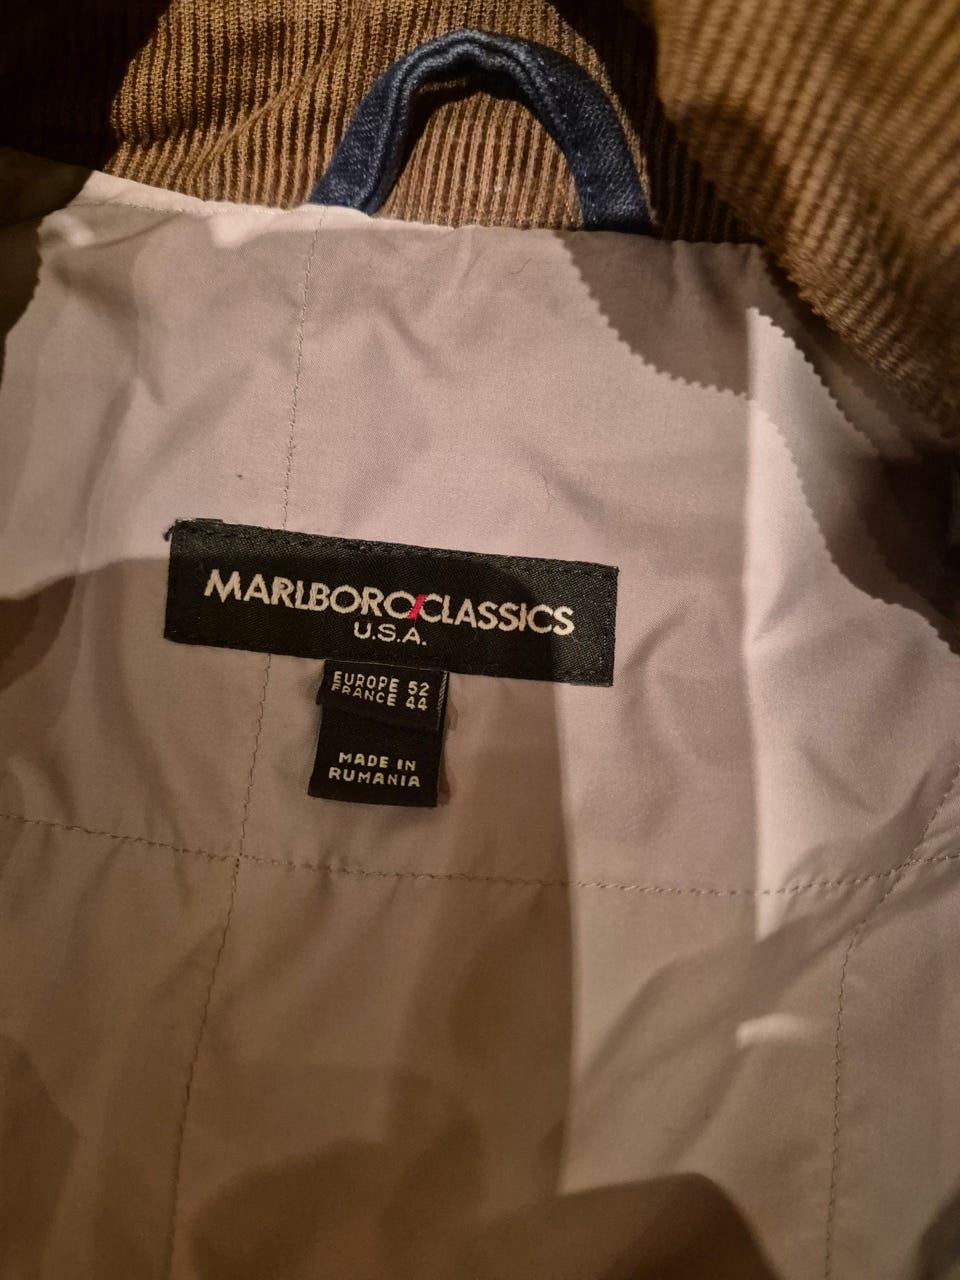 MARLBORO CLASSICS
U.S.A.
EUROPE 52
FRANCE 44
MADE IN
RUMANIA